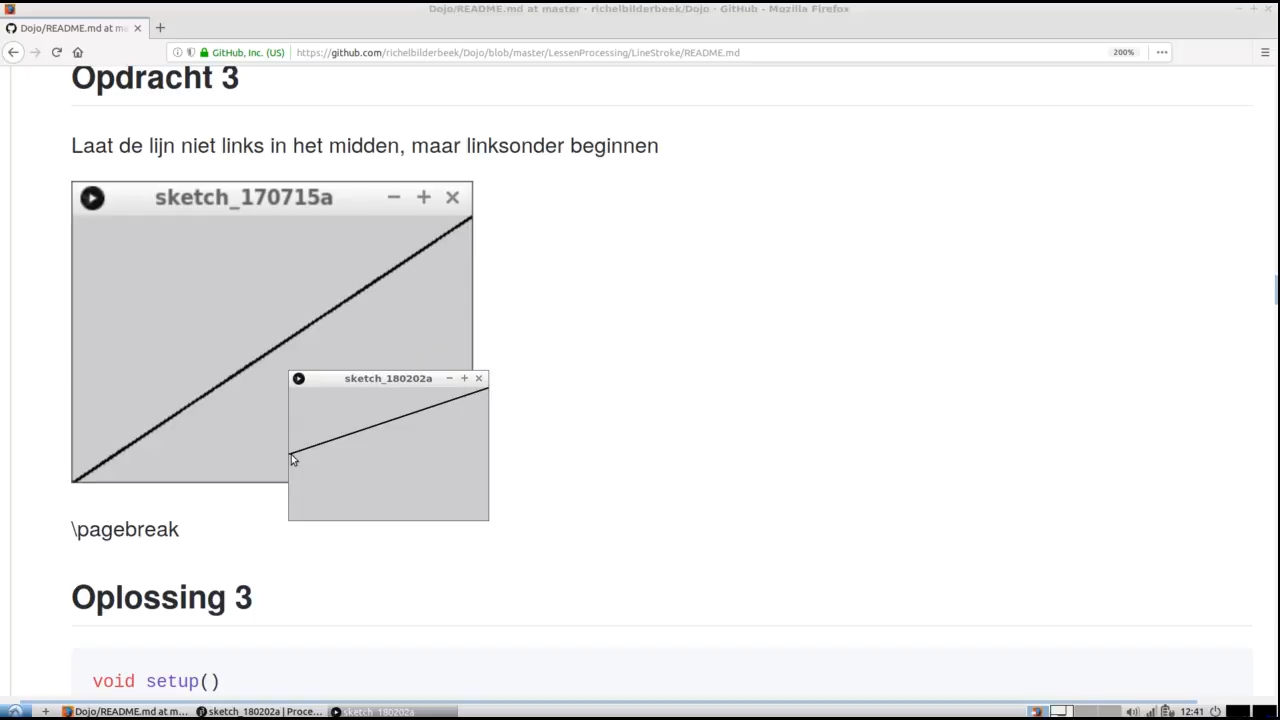 Dojo/README.md at master · richelbilderbeek/Dojo · GitHub - Mozilla Firefox
Dojo/README.md at ma
GitHub, Inc. (US) https://github.com/richelbilderbeek/Dojo/blob/master/LessenProcessing/LineStroke/README.md 200%
Opdracht 3
Laat de lijn niet links in het midden, maar linksonder beginnen
sketch_170715a
sketch_180202a
\pagebreak
Oplossing 3
void setup()
Dojo/README.md at m... sketch_180202a | Proce... sketch_180202a 12:41